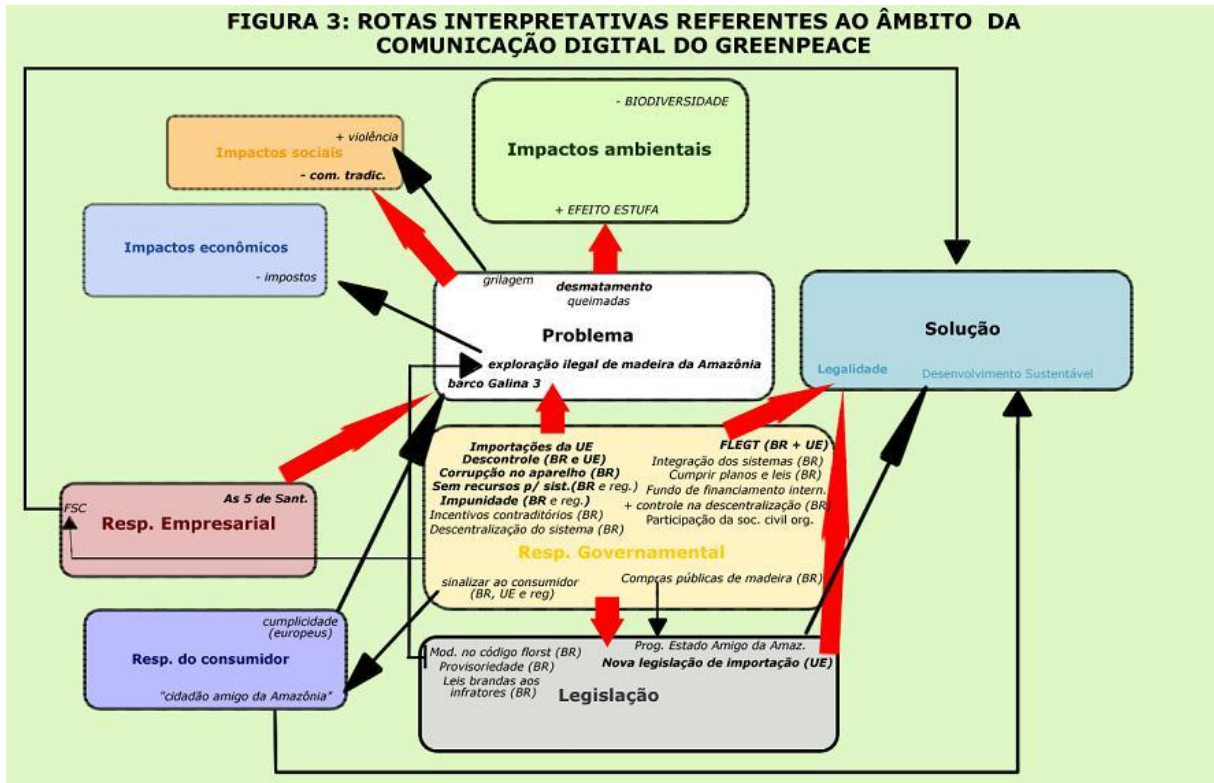 FIGURA 3: ROTAS INTERPRETATIVAS REFERENTES AO ÂMBITO DA
COMUNICAÇÃO DIGITAL DO GREENPEACE
- BIODIVERSIDADE
Impactos ambientais
+ EFEITO ESTUFA
+ violência
Impactos sociais
- com. tradic.
Impactos econômicos
- impostos
grilagem
desmatamento
queimadas
Problema
exploração ilegal de madeira da Amazônia
barco Galina 3
Solução
Legalidade
Desenvolvimento Sustentável
Importações da UE
Descontrole (BR e UE)
Corrupção no aparelho (BR)
Sem recursos p/ sist.(BR e reg.)
Impunidade (BR e reg.)
Incentivos contraditórios (BR)
Descentralização do sistema (BR)
FLEGT (BR + UE)
Integração dos sistemas (BR)
Cumprir planos e leis (BR)
Fundo de financiamento intern.
+ controle na descentralização (BR)
Participação da soc. civil org.
Resp. Governamental
sinalizar ao consumidor
(BR, UE e reg)
Compras públicas de madeira (BR)
As 5 de Sant.
FSC
Resp. Empresarial
cumplicidade
(europeus)
Resp. do consumidor
"cidadão amigo da Amazônia"
Mod. no código florst (BR)
Provisoriedade (BR)
Leis brandas aos
infratores (BR)
Prog. Estado Amigo da Amaz.
Nova legislação de importação (UE)
Legislação